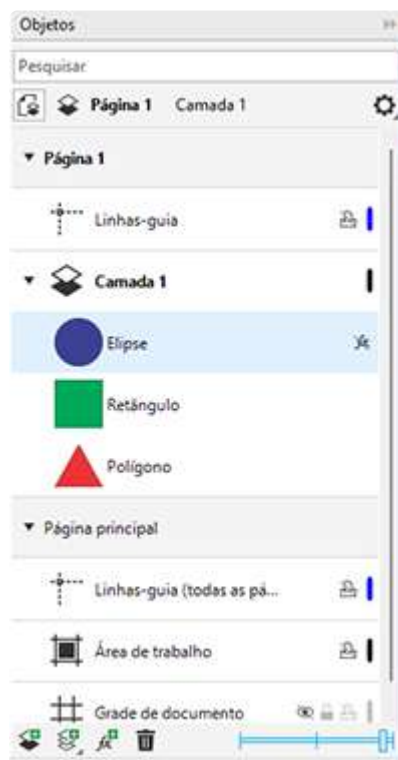 Objetos
Pesquisar
Página 1 Camada 1
Página 1
Linhas-guia
Camada 1
Elipse
Retângulo
Polígono
Página principal
Linhas-guia (todas as pá...
Área de trabalho
Grade de documento